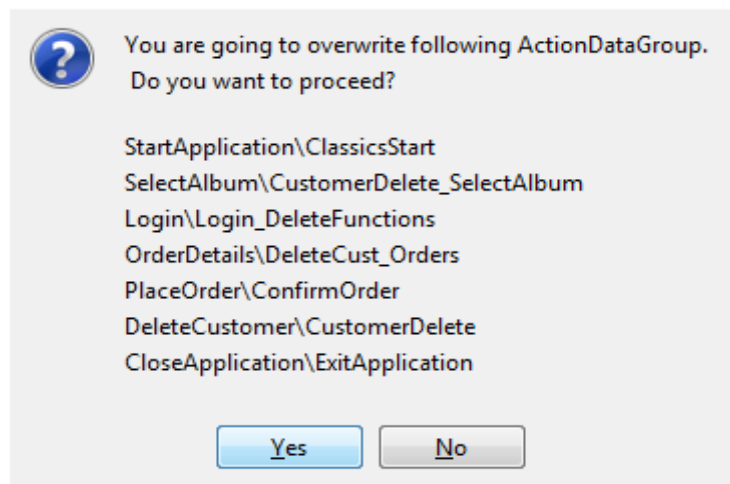 You are going to overwrite following ActionDataGroup.
Do you want to proceed?
StartApplication\ClassicsStart
SelectAlbum\CustomerDelete_SelectAlbum
Login\Login_DeleteFunctions
OrderDetails\DeleteCust_Orders
PlaceOrder\ConfirmOrder
DeleteCustomer\CustomerDelete
CloseApplication\ExitApplication
Yes No